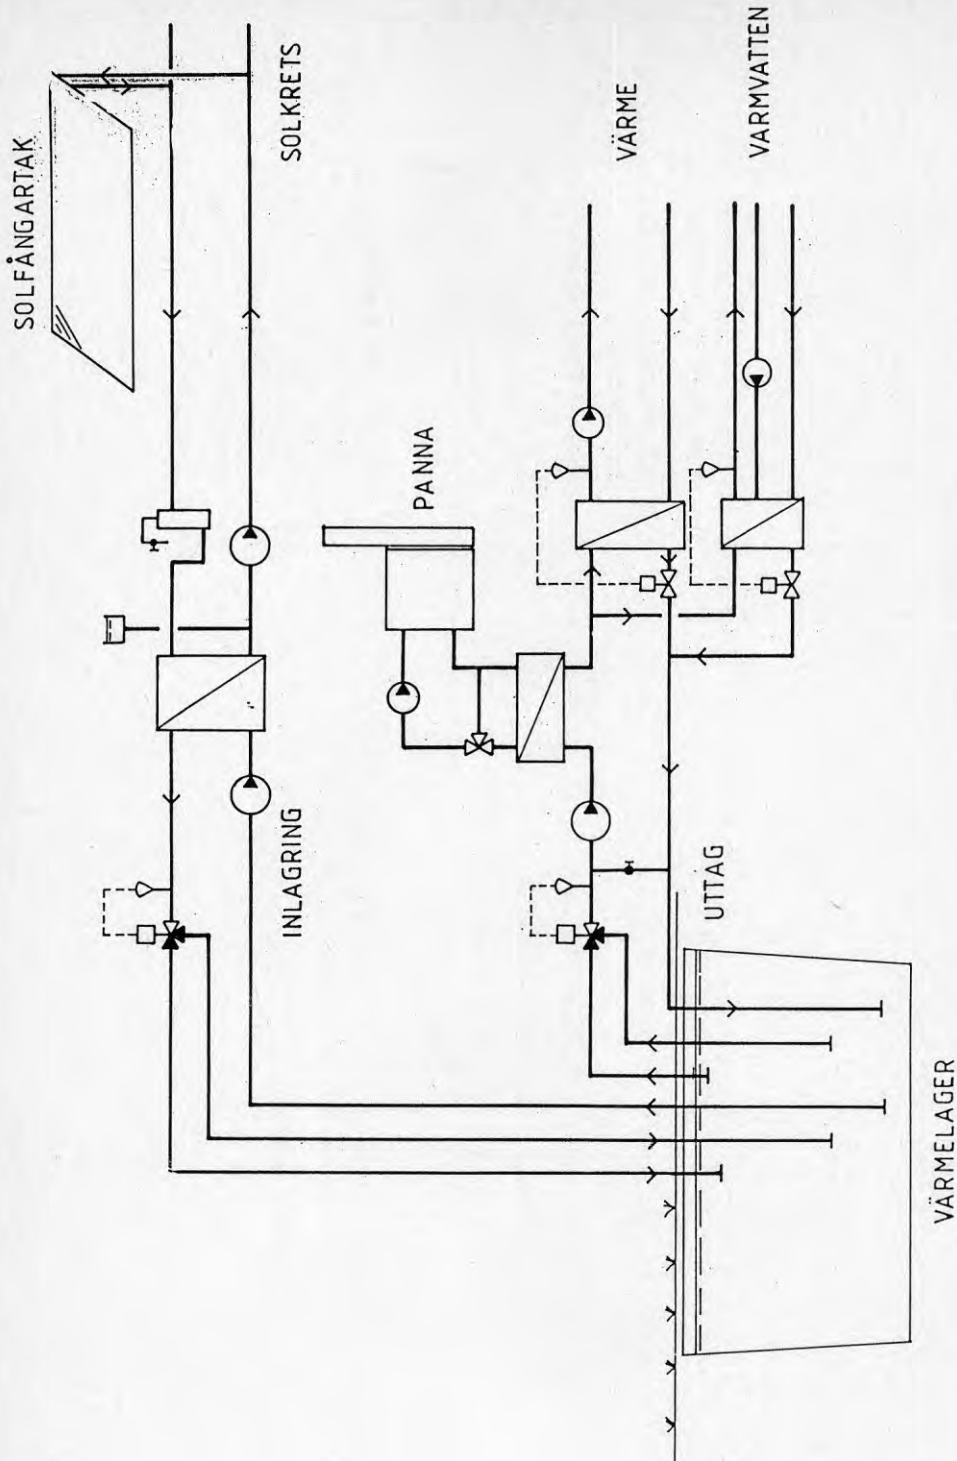 SOLFÅNGARTAK
SOLKRETS
VÄRME
VARMVATTEN
PANNA
INLAGRING
UTTAG
VÄRMELAGER